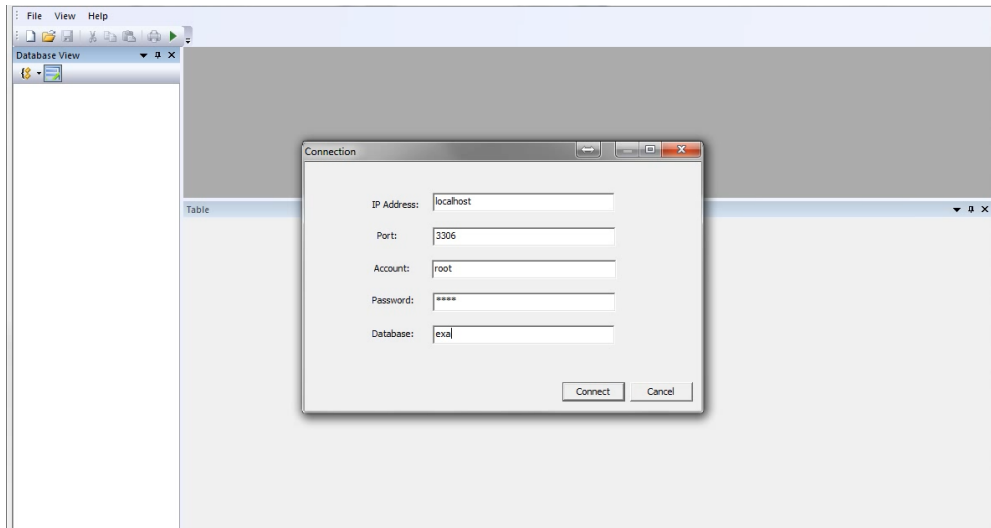 File View Help
Database View
Connection
IP Address: localhost
Port: 3306
Account: root
Password: ****
Database: exa
Connect Cancel
Table